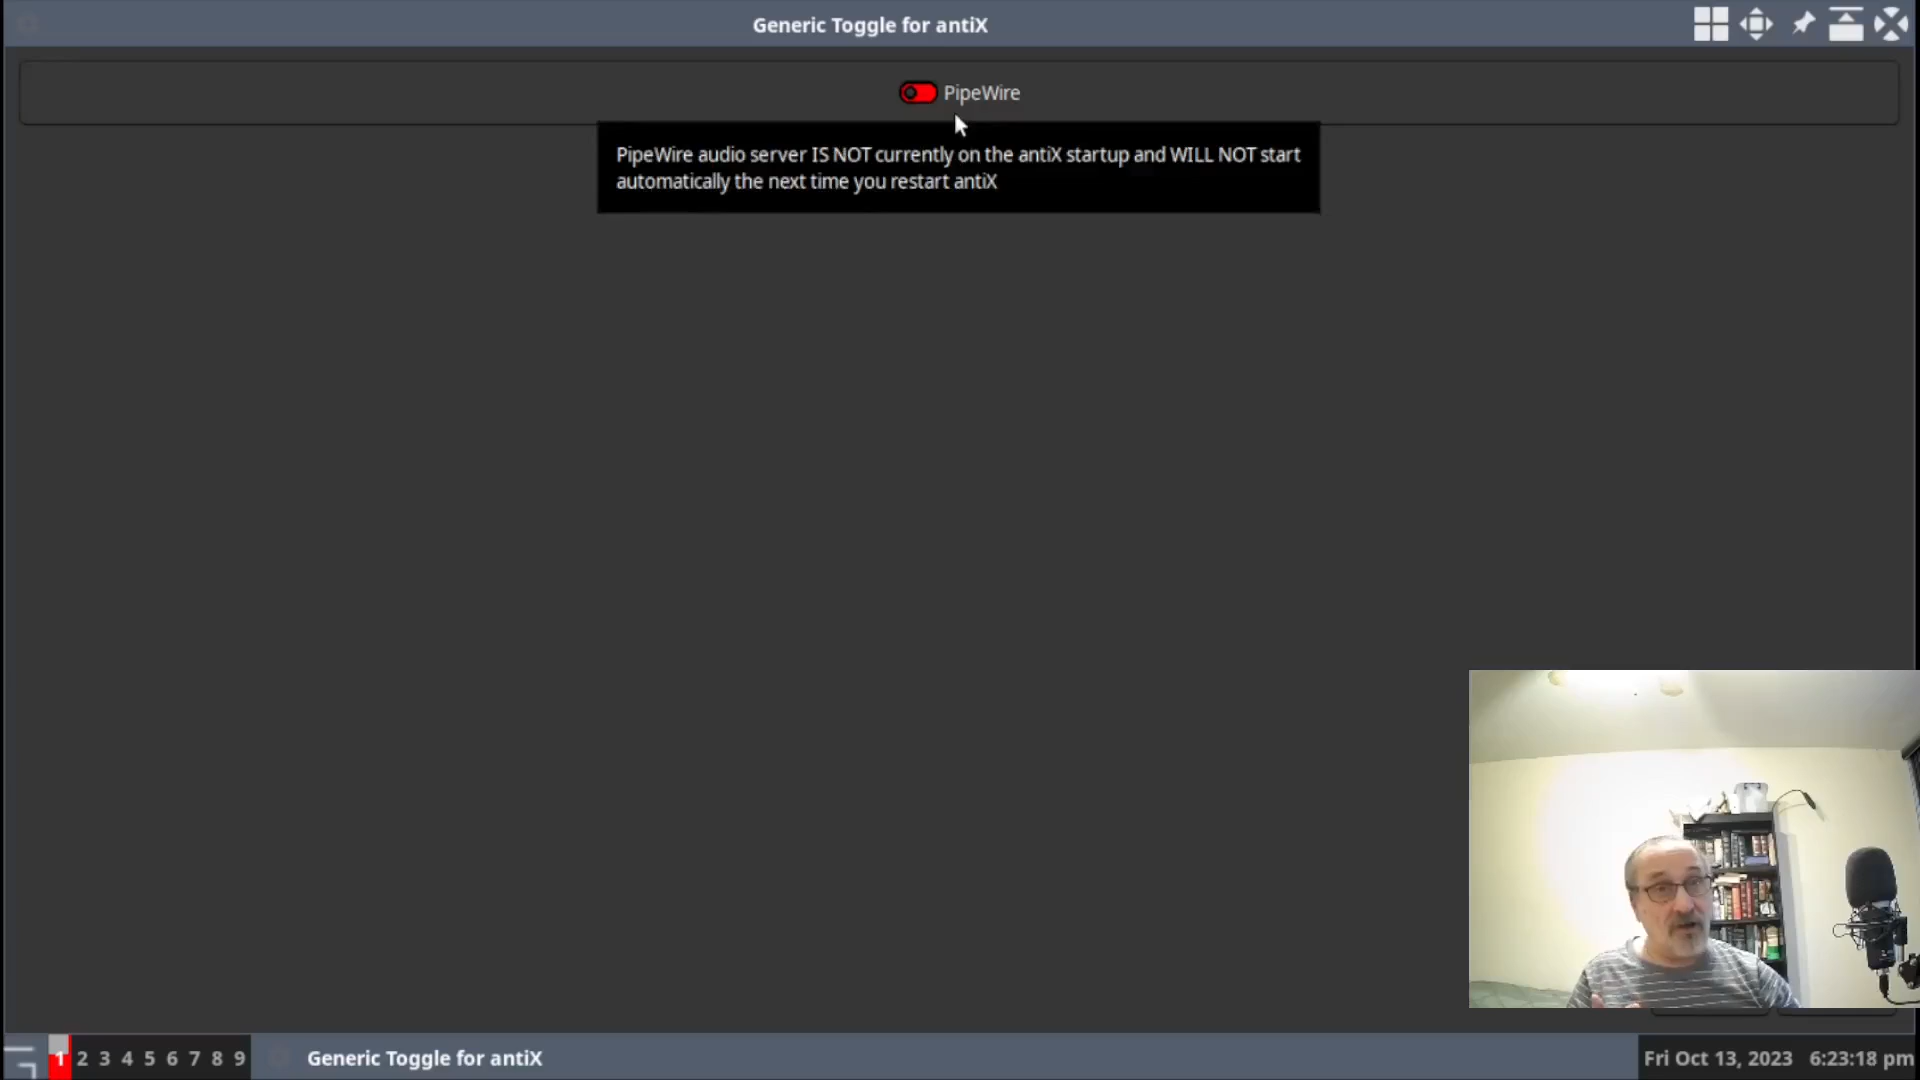 Generic Toggle for antiX
PipeWire
PipeWire audio server IS NOT currently on the antiX startup and WILL NOT start
automatically the next time you restart antiX
1 2 3 4 5 6 7 8 9
Generic Toggle for antiX
Fri Oct 13, 2023 6:23:18 pm